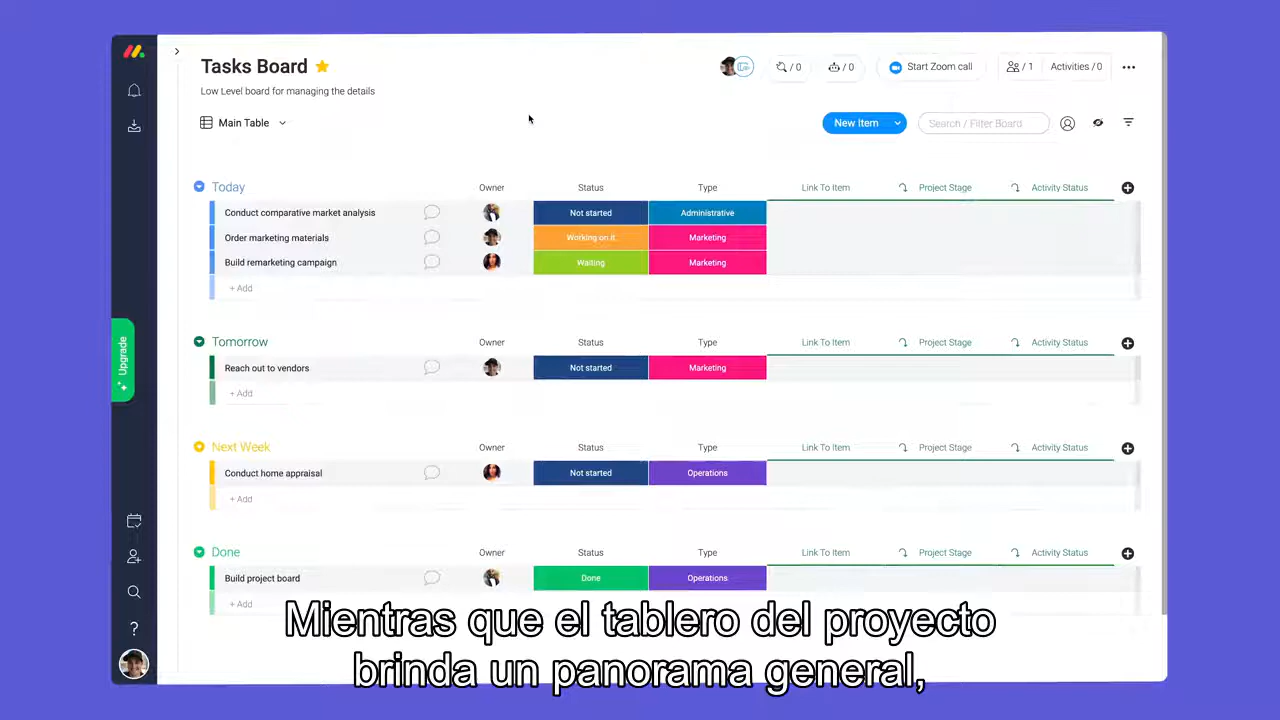 Tasks Board
/ 0
/ 0
Start Zoom call
/ 1
Activities / 0
Low Level board for managing the details
Main Table
New Item
Search / Filter Board
Today
Owner
Status
Type
Link To Item
Project Stage
Activity Status
Conduct comparative market analysis
Not started
Administrative
Order marketing materials
Working on it
Marketing
Build remarketing campaign
Waiting
Marketing
+ Add
Upgrade
Tomorrow
Owner
Status
Type
Link To Item
Project Stage
Activity Status
Reach out to vendors
Not started
Marketing
+ Add
Next Week
Owner
Status
Type
Link To Item
Project Stage
Activity Status
Conduct home appraisal
Not started
Operations
+ Add
Done
Owner
Status
Type
Link To Item
Project Stage
Activity Status
Build project board
Done
Operations
+ Add
?
Mientras que el tablero del proyecto
brinda un panorama general,